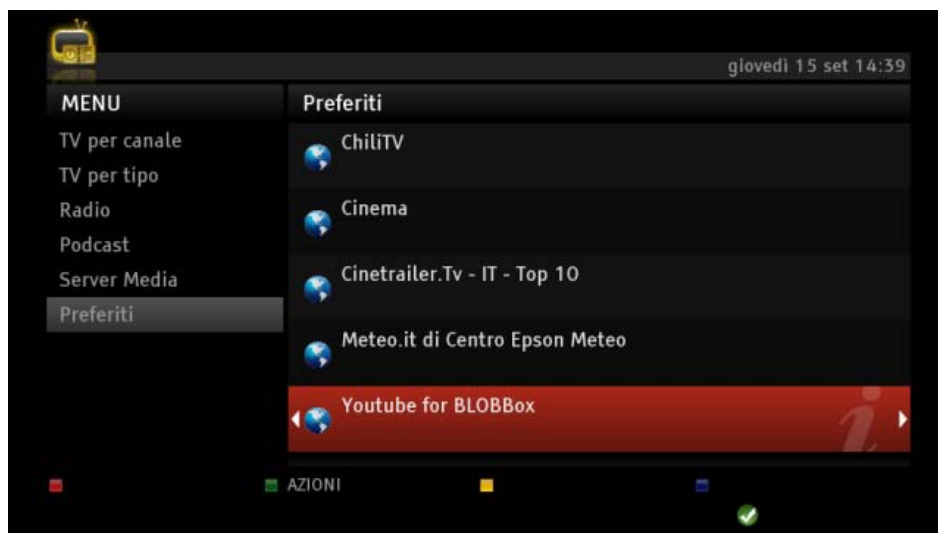 giovedì 15 set 14:39
MENU
TV per canale
TV per tipo
Radio
Podcast
Server Media
Preferiti
Preferiti
ChiliTV
Cinema
Cinetrailer.Tv - IT - Top 10
Meteo.it di Centro Epson Meteo
Youtube for BLOBBox
i
AZIONI